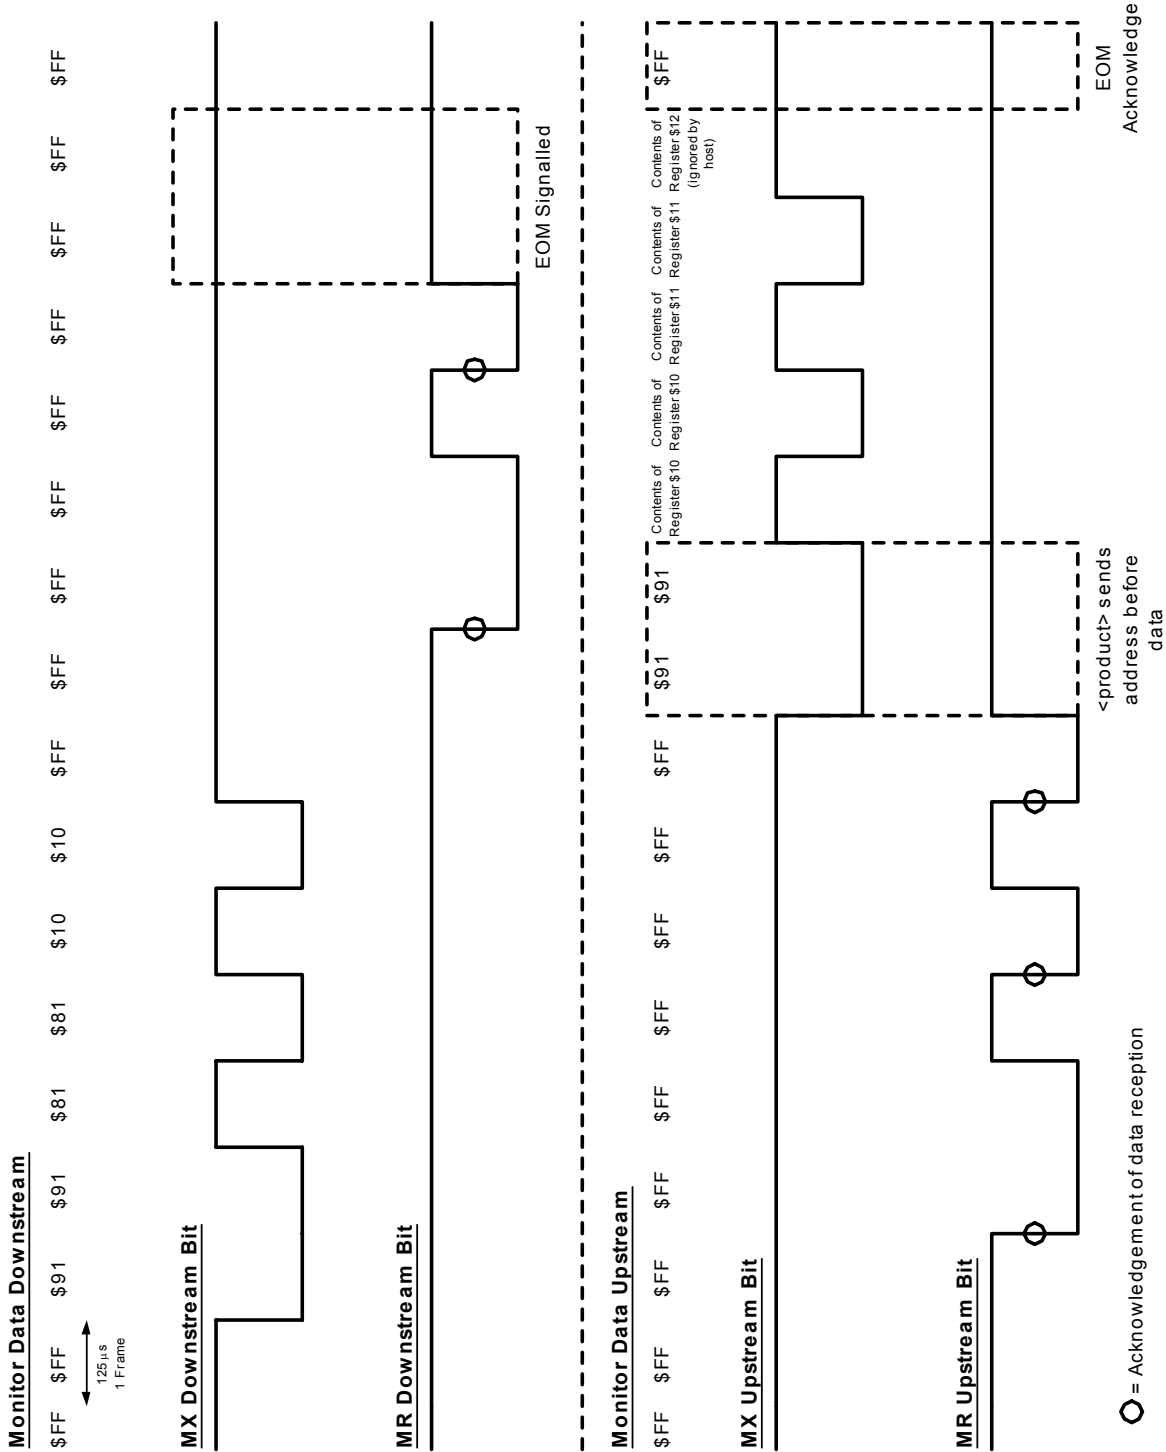 Monitor Data Downstream
$FF $FF $91 $91 $81 $81 $10 $10 $FF $FF $FF $FF $FF $FF $FF $FF $FF
125 μs
1 Frame
MX Downstream Bit
MR Downstream Bit
EOM Signalled
Monitor Data Upstream
$FF $FF $FF $FF $FF $FF $FF $FF $FF $91 $91
Contents of
Register $10
Contents of
Register $10
Contents of
Register $11
Contents of
Register $11
Contents of
Register $12
(ignored by
host)
$FF
MX Upstream Bit
MR Upstream Bit
<product> sends
address before
data
EOM
Acknowledge
= Acknowledgement of data reception